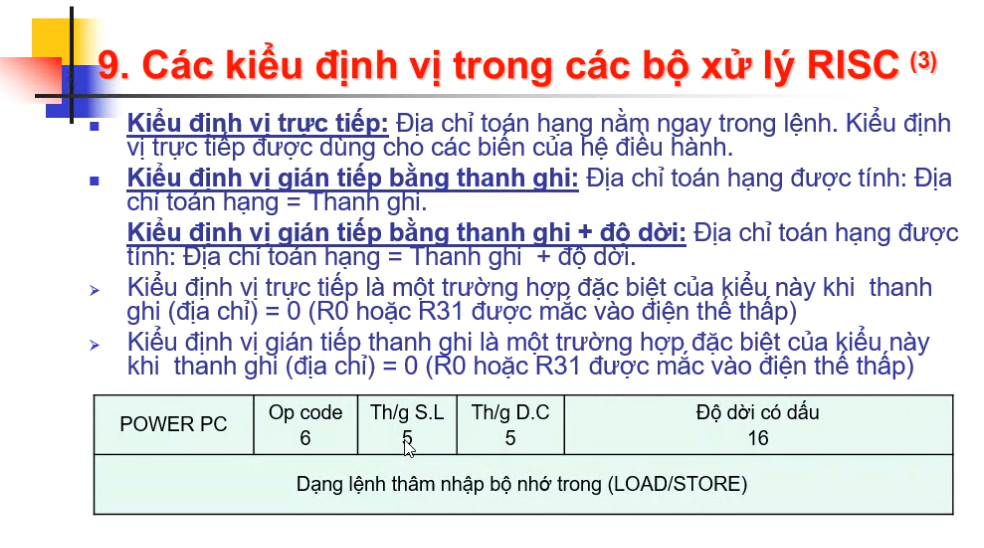 9. Các kiểu định vị trong các bộ xử lý RISC (3)
Kiểu định vị trực tiếp: Địa chỉ toán hạng nằm ngay trong lệnh. Kiểu định
vị trực tiếp được dùng cho các biến của hệ điều hành.
Kiểu định vị gián tiếp bằng thanh ghi: Địa chỉ toán hạng được tính: Địa
chỉ toán hạng = Thanh ghi.
Kiểu định vị gián tiếp bằng thanh ghi + độ dời: Địa chỉ toán hạng được
tính: Địa chỉ toán hạng = Thanh ghi + độ dời.
Kiểu định vị trực tiếp là một trường hợp đặc biệt của kiểu này khi thanh
ghi (địa chỉ) = 0 (R0 hoặc R31 được mắc vào điện thế thấp)
Kiểu định vị gián tiếp thanh ghi là một trường hợp đặc biệt của kiểu này
khi thanh ghi (địa chỉ) = 0 (R0 hoặc R31 được mắc vào điện thế thấp)
POWER PC Op code Th/g S.L Th/g D.C Độ dời có dấu
6 5 5 16
Dạng lệnh thâm nhập bộ nhớ trong (LOAD/STORE)